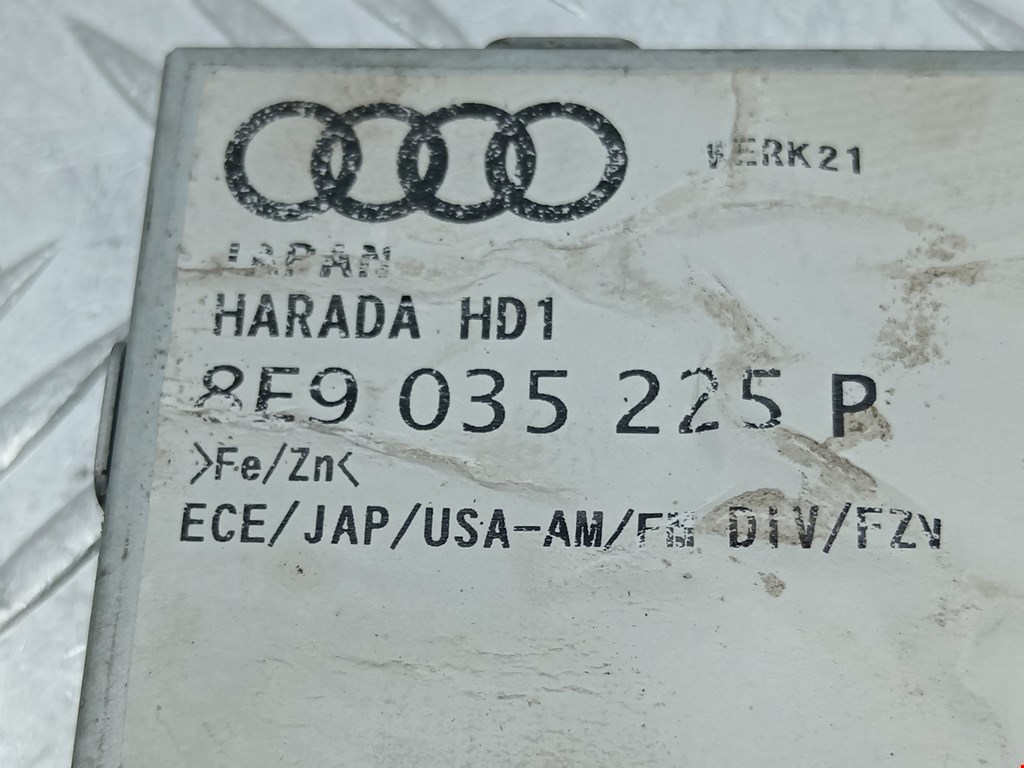 WERK21
JAPAN
HARADA HD1
8E9 035 225 P
>Fe/Zn<
ECE/JAP/USA-AM/FM DIV/FZV